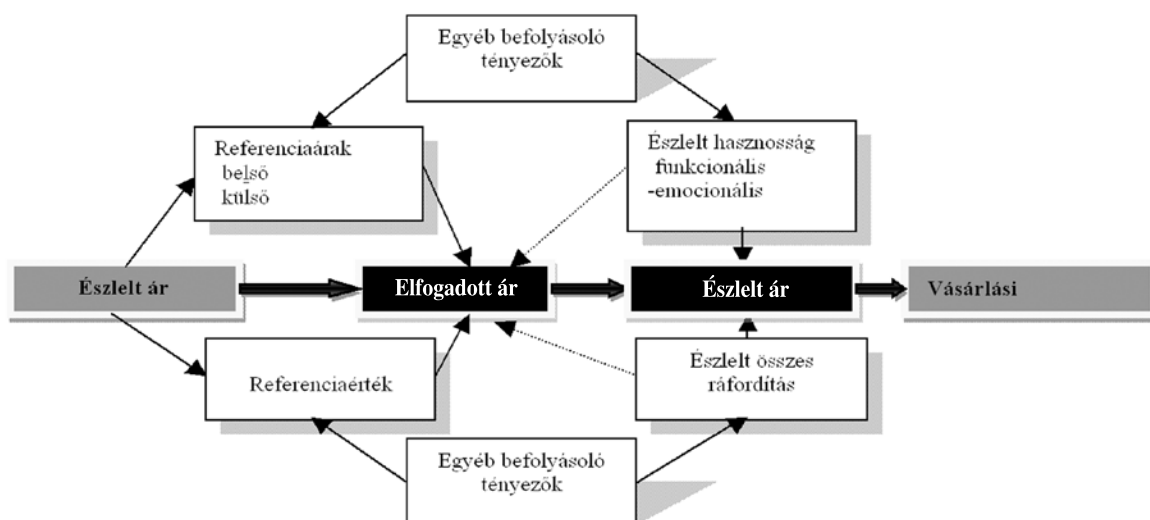 Egyéb befolyásoló
tényezők
Referenciaárak
belső
külső
Észlelt hasznosság
funkcionális
-emocionális
Észlelt ár
Elfogadott ár
Észlelt ár
Vásárlási
Referenciaérték
Észlelt összes
ráfordítás
Egyéb befolyásoló
tényezők